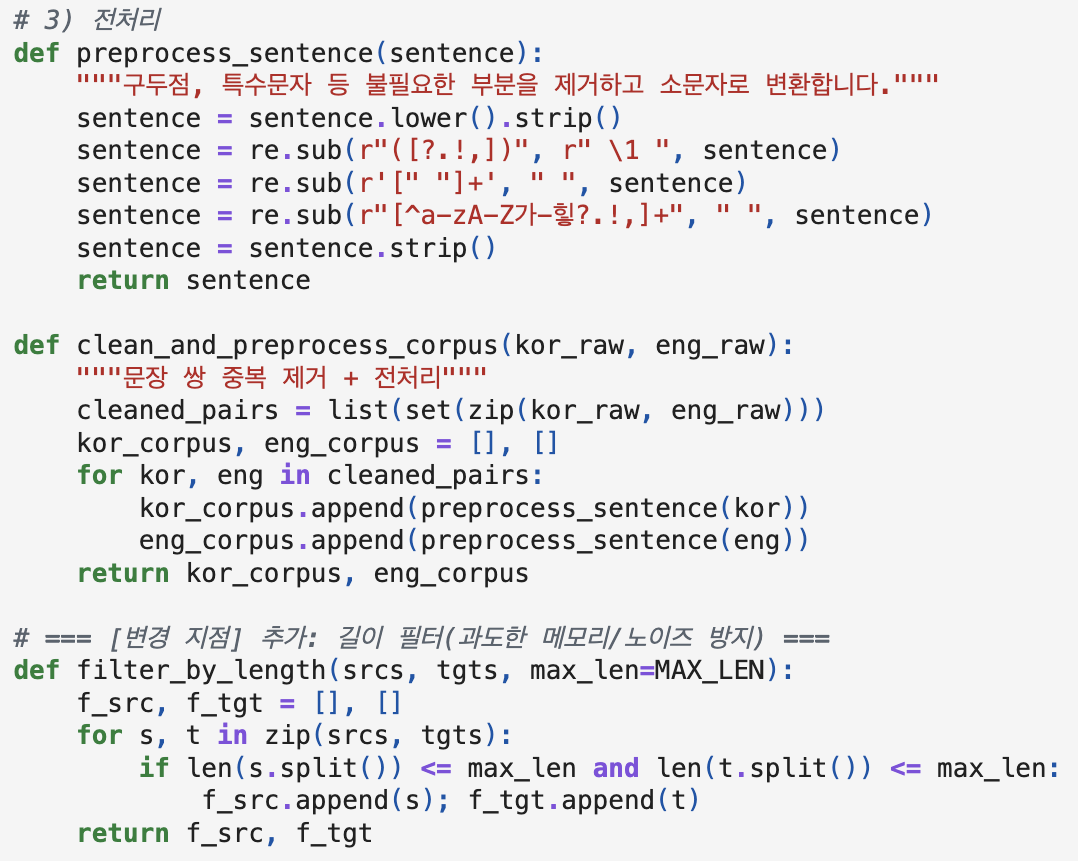 # 3) 전처리
def preprocess_sentence(sentence):
    """구두점, 특수문자 등 불필요한 부분을 제거하고 소문자로 변환합니다."""
    sentence = sentence.lower().strip()
    sentence = re.sub(r"([?.!,])", r" \1 ", sentence)
    sentence = re.sub(r'[" "]+', " ", sentence)
    sentence = re.sub(r"[^a-zA-Z가-힣?.!,]+", " ", sentence)
    sentence = sentence.strip()
    return sentence

def clean_and_preprocess_corpus(kor_raw, eng_raw):
    """문장 쌍 중복 제거 + 전처리"""
    cleaned_pairs = list(set(zip(kor_raw, eng_raw)))
    kor_corpus, eng_corpus = [], []
    for kor, eng in cleaned_pairs:
        kor_corpus.append(preprocess_sentence(kor))
        eng_corpus.append(preprocess_sentence(eng))
    return kor_corpus, eng_corpus

# === [변경 지점] 추가: 길이 필터(과도한 메모리/노이즈 방지) ===
def filter_by_length(srcs, tgts, max_len=MAX_LEN):
    f_src, f_tgt = [], []
    for s, t in zip(srcs, tgts):
        if len(s.split()) <= max_len and len(t.split()) <= max_len:
            f_src.append(s); f_tgt.append(t)
    return f_src, f_tgt